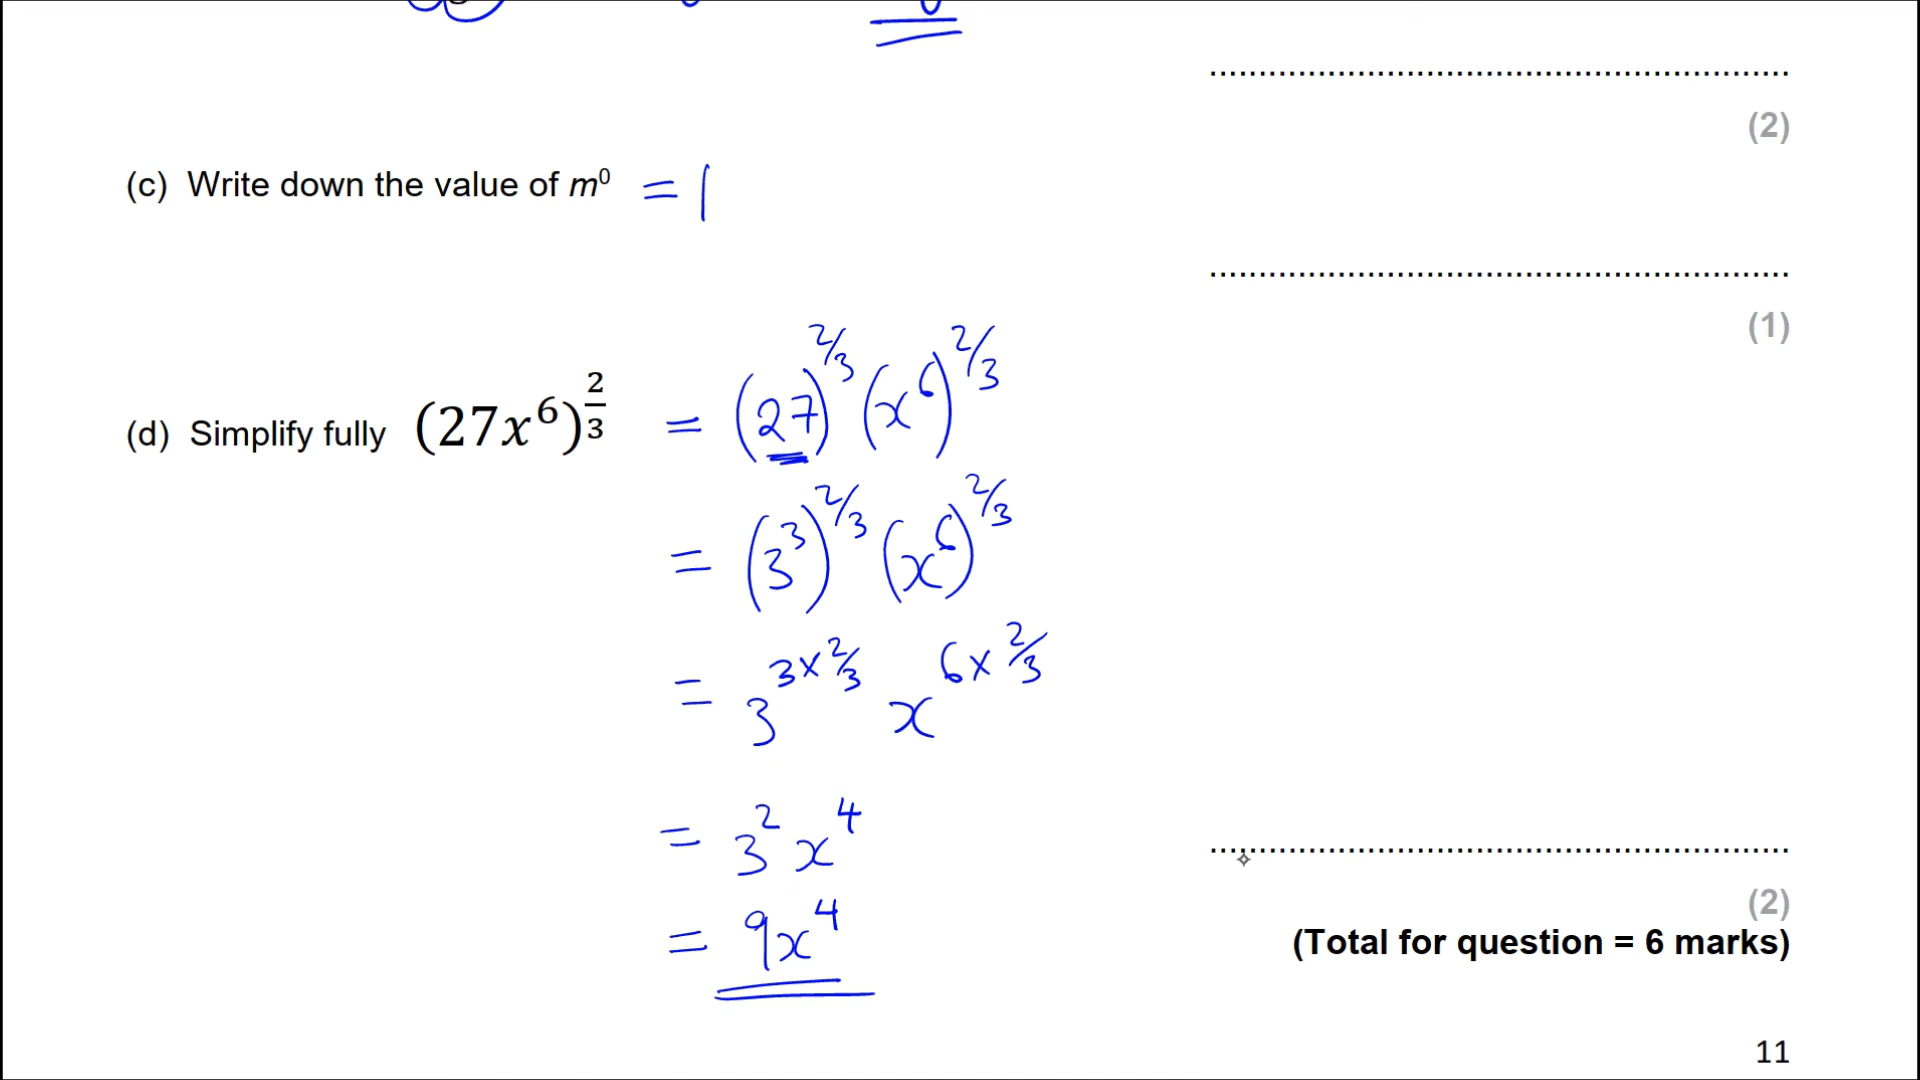 ........................................................
(2)
(c) Write down the value of m⁰ = 1
........................................................
(1)
(d) Simplify fully (27x⁶)^(2/3) = (27)^(2/3) (x⁶)^(2/3)
= (3³)^(2/3) (x⁶)^(2/3)
= 3^(3×2/3) x^(6×2/3)
= 3² x⁴
........................................................
(2)
= 9x⁴
(Total for question = 6 marks)
11